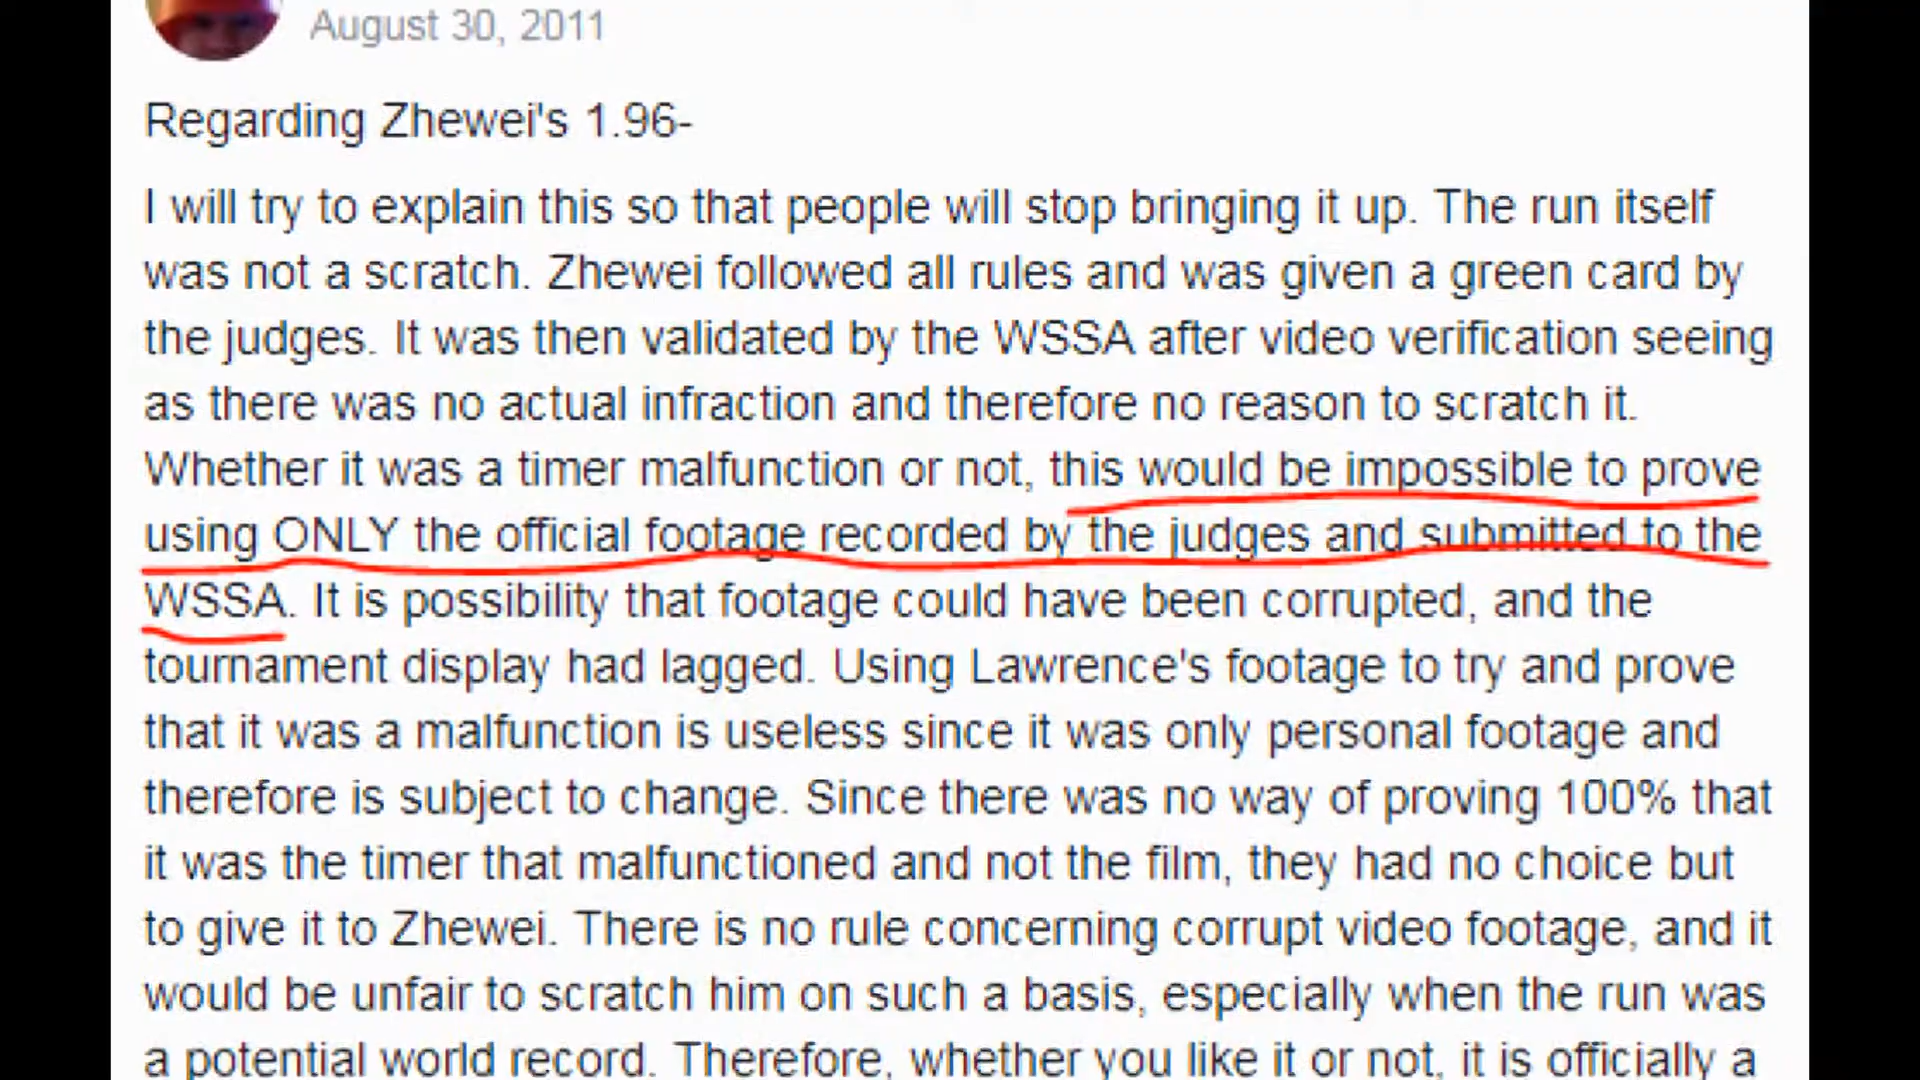 August 30, 2011
Regarding Zhewei's 1.96-
I will try to explain this so that people will stop bringing it up. The run itself
was not a scratch. Zhewei followed all rules and was given a green card by
the judges. It was then validated by the WSSA after video verification seeing
as there was no actual infraction and therefore no reason to scratch it.
Whether it was a timer malfunction or not, this would be impossible to prove
using ONLY the official footage recorded by the judges and submitted to the
WSSA. It is possibility that footage could have been corrupted, and the
tournament display had lagged. Using Lawrence's footage to try and prove
that it was a malfunction is useless since it was only personal footage and
therefore is subject to change. Since there was no way of proving 100% that
it was the timer that malfunctioned and not the film, they had no choice but
to give it to Zhewei. There is no rule concerning corrupt video footage, and it
would be unfair to scratch him on such a basis, especially when the run was
a potential world record. Therefore, whether you like it or not, it is officially a